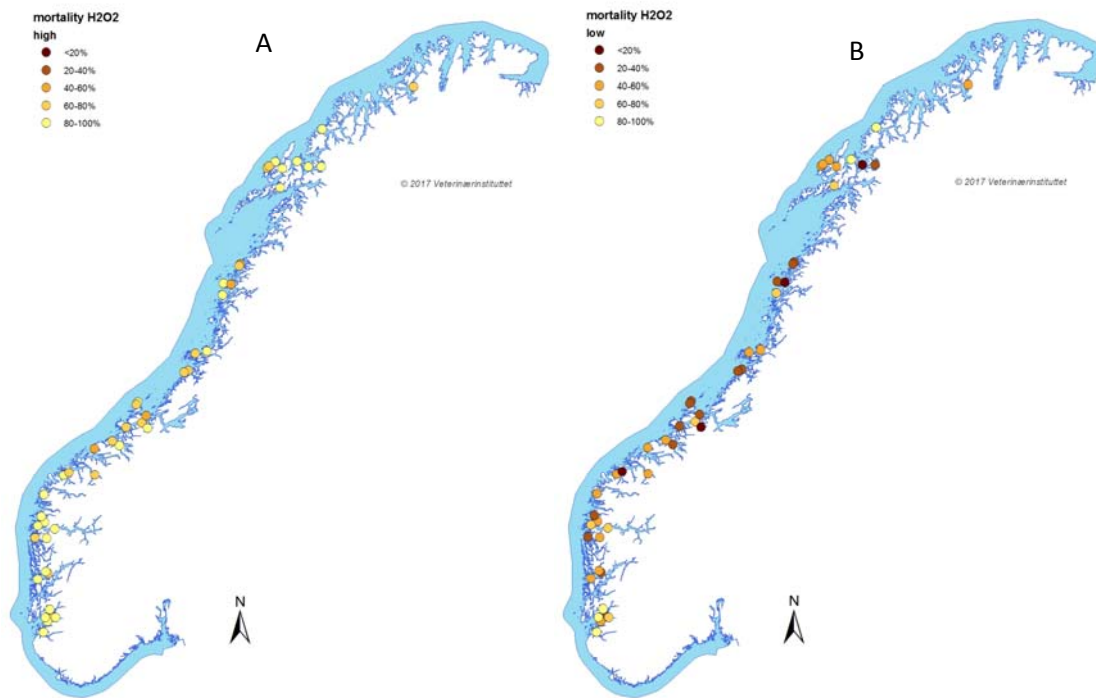 mortality H2O2
high
<20%
20-40%
40-60%
60-80%
80-100%
A
© 2017 Veterinærinstituttet
N
mortality H2O2
low
<20%
20-40%
40-60%
60-80%
80-100%
B
© 2017 Veterinærinstituttet
N